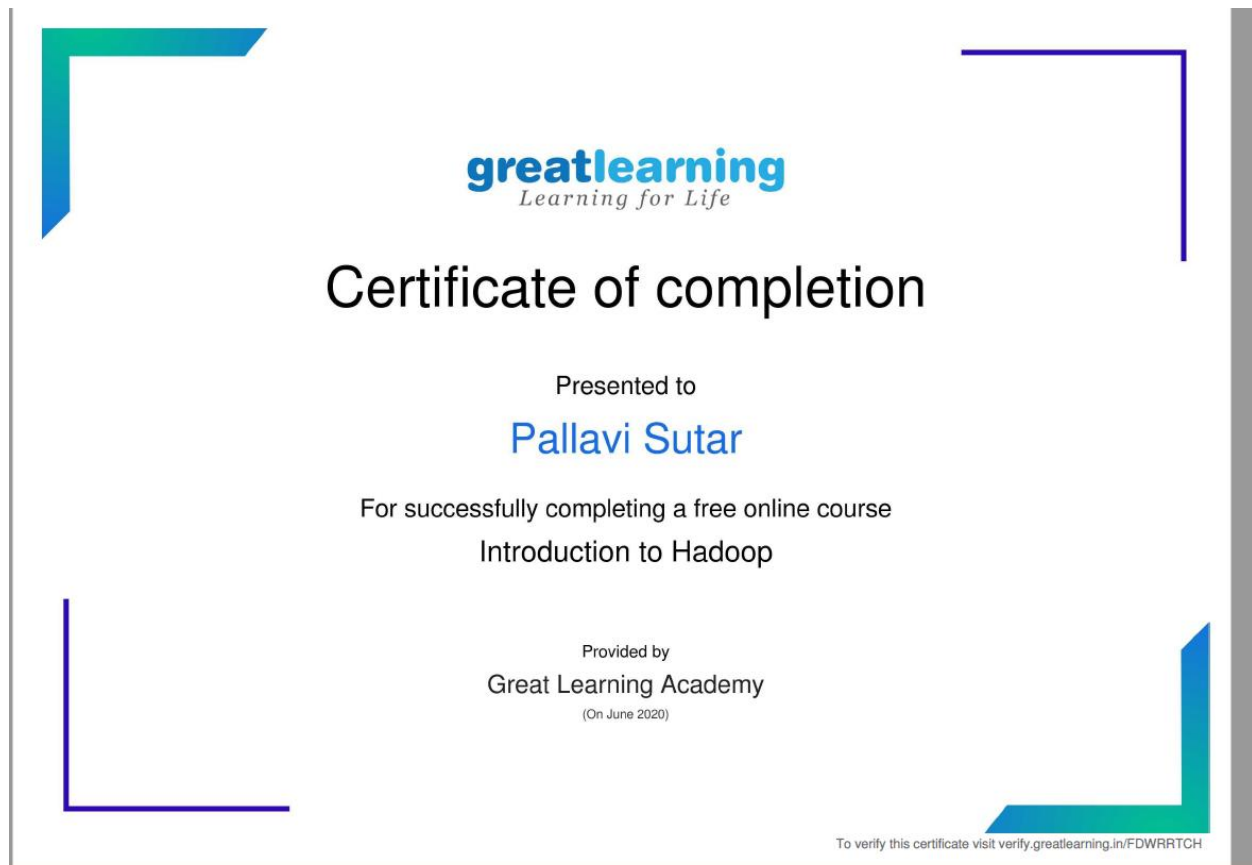 greatlearning
Learning for Life
Certificate of completion
Presented to
Pallavi Sutar
For successfully completing a free online course
Introduction to Hadoop
Provided by
Great Learning Academy
(On June 2020)
To verify this certificate visit verify.greatlearning.in/FDWRRTCH